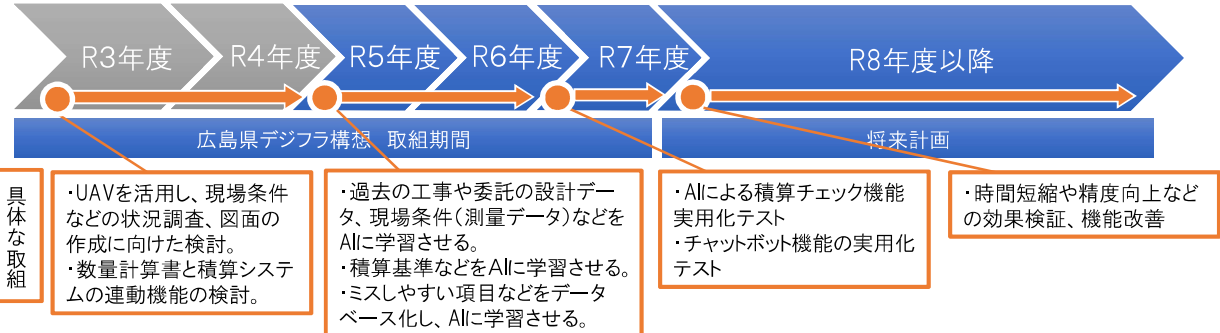 R3年度
R4年度
R5年度
R6年度
R7年度
R8年度以降
広島県デジフラ構想 取組期間
将来計画
具体な取組
・UAVを活用し、現場条件
などの状況調査、図面の
作成に向けた検討。
・数量計算書と積算システ
ムの連動機能の検討。
・過去の工事や委託の設計デー
タ、現場条件(測量データ)などを
AIに学習させる。
・積算基準などをAIに学習させる。
・ミスしやすい項目などをデータ
ベース化し、AIに学習させる。
・AIによる積算チェック機能
実用化テスト
・チャットボット機能の実用化
テスト
・時間短縮や精度向上など
の効果検証、機能改善